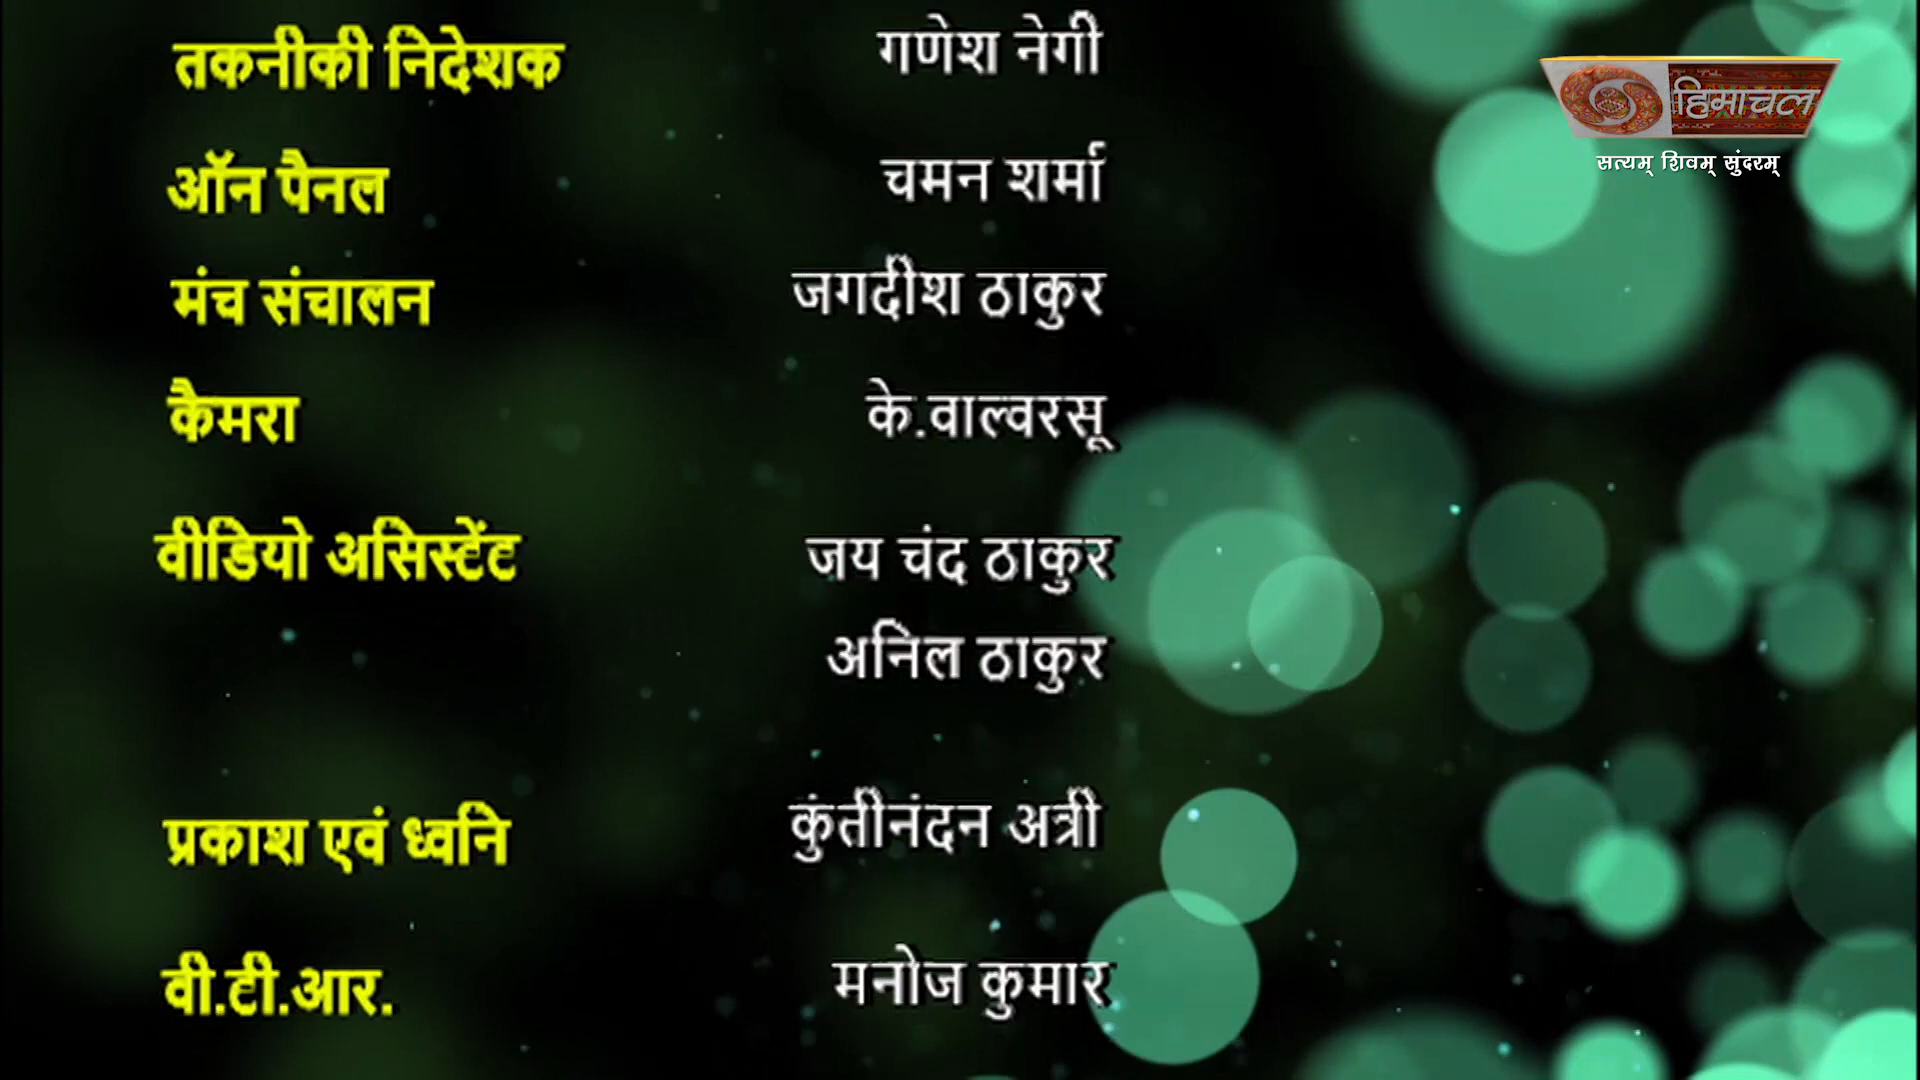 तकनीकी निदेशक गणेश नेगी
हिमाचल
सत्यम् शिवम् सुंदरम्
ऑन पैनल चमन शर्मा
मंच संचालन जगदीश ठाकुर
कैमरा के.वाल्वरसू
वीडियो असिस्टेंट जय चंद ठाकुर
अनिल ठाकुर
प्रकाश एवं ध्वनि कुंतीनंदन अत्री
वी.टी.आर. मनोज कुमार